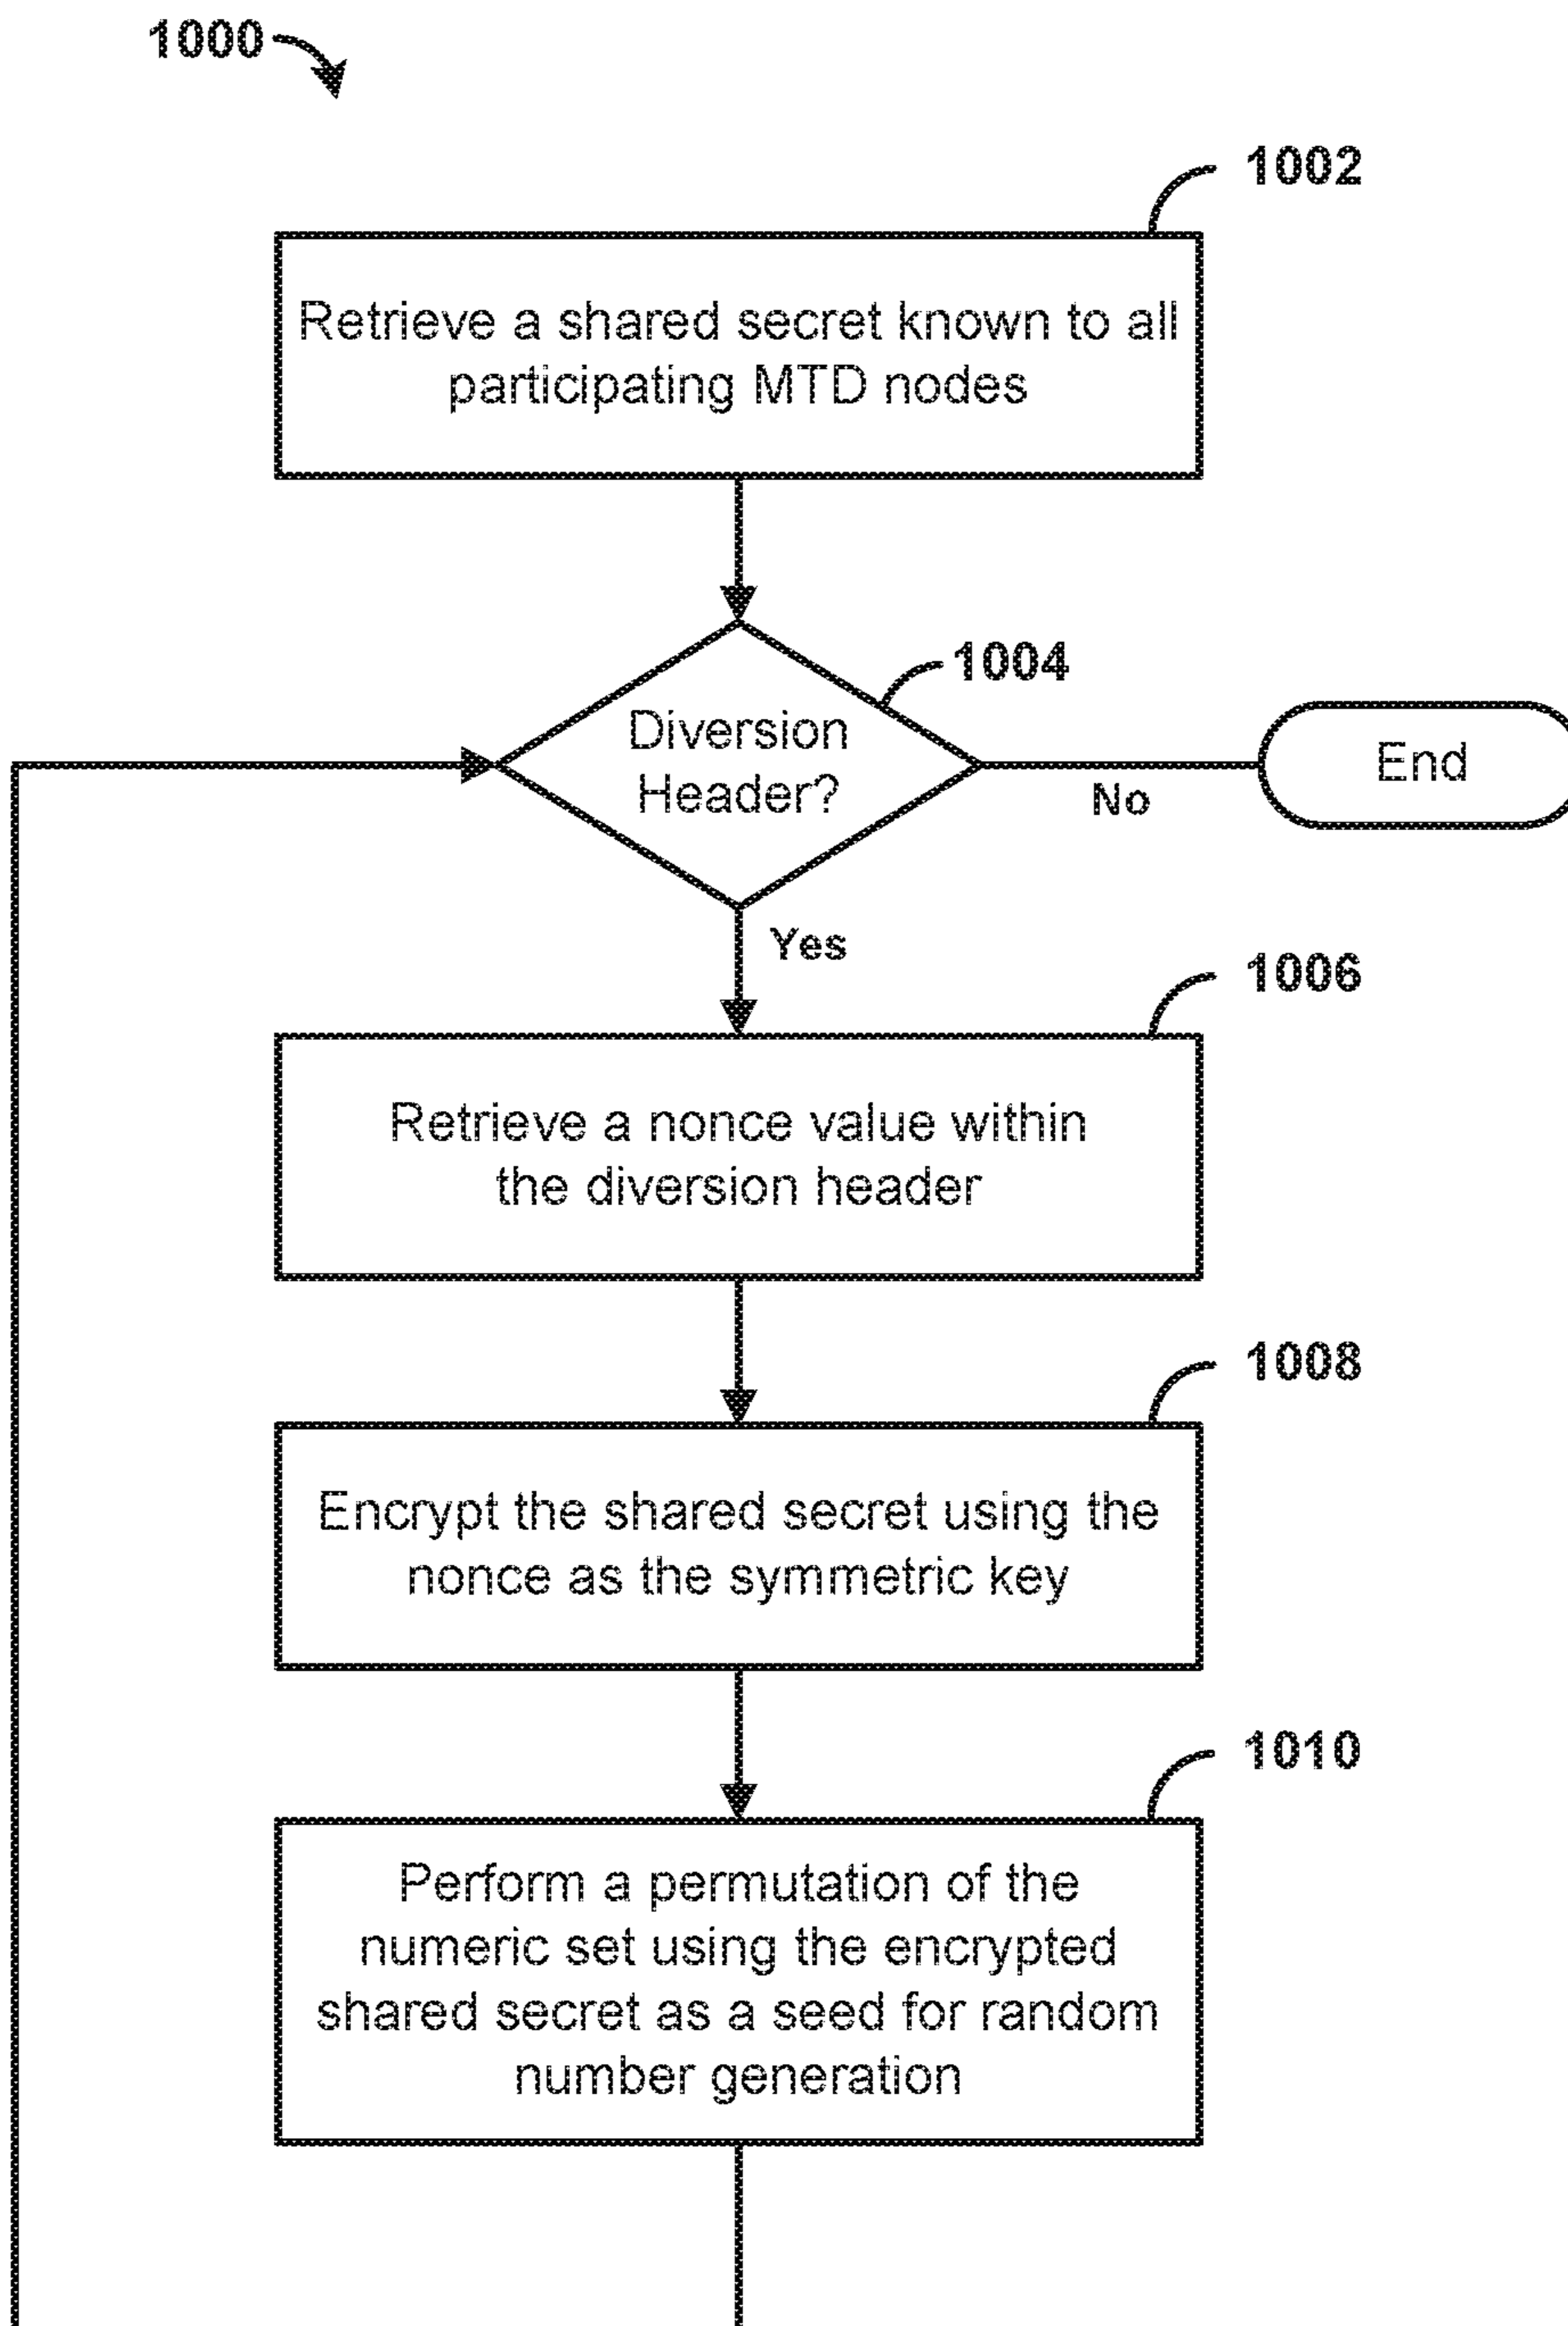 1000
1002
Retrieve a shared secret known to all
participating MTD nodes
1004
Diversion
Header?
End
No
Yes
1006
Retrieve a nonce value within
the diversion header
1008
Encrypt the shared secret using the
nonce as the symmetric key
1010
Perform a permutation of the
numeric set using the encrypted
shared secret as a seed for random
number generation